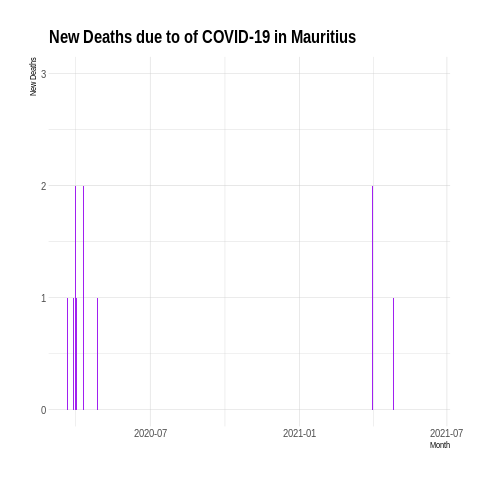 New Deaths due to of COVID-19 in Mauritius
New Deaths
3
2
1
0
2020-07
2021-01
2021-07
Month